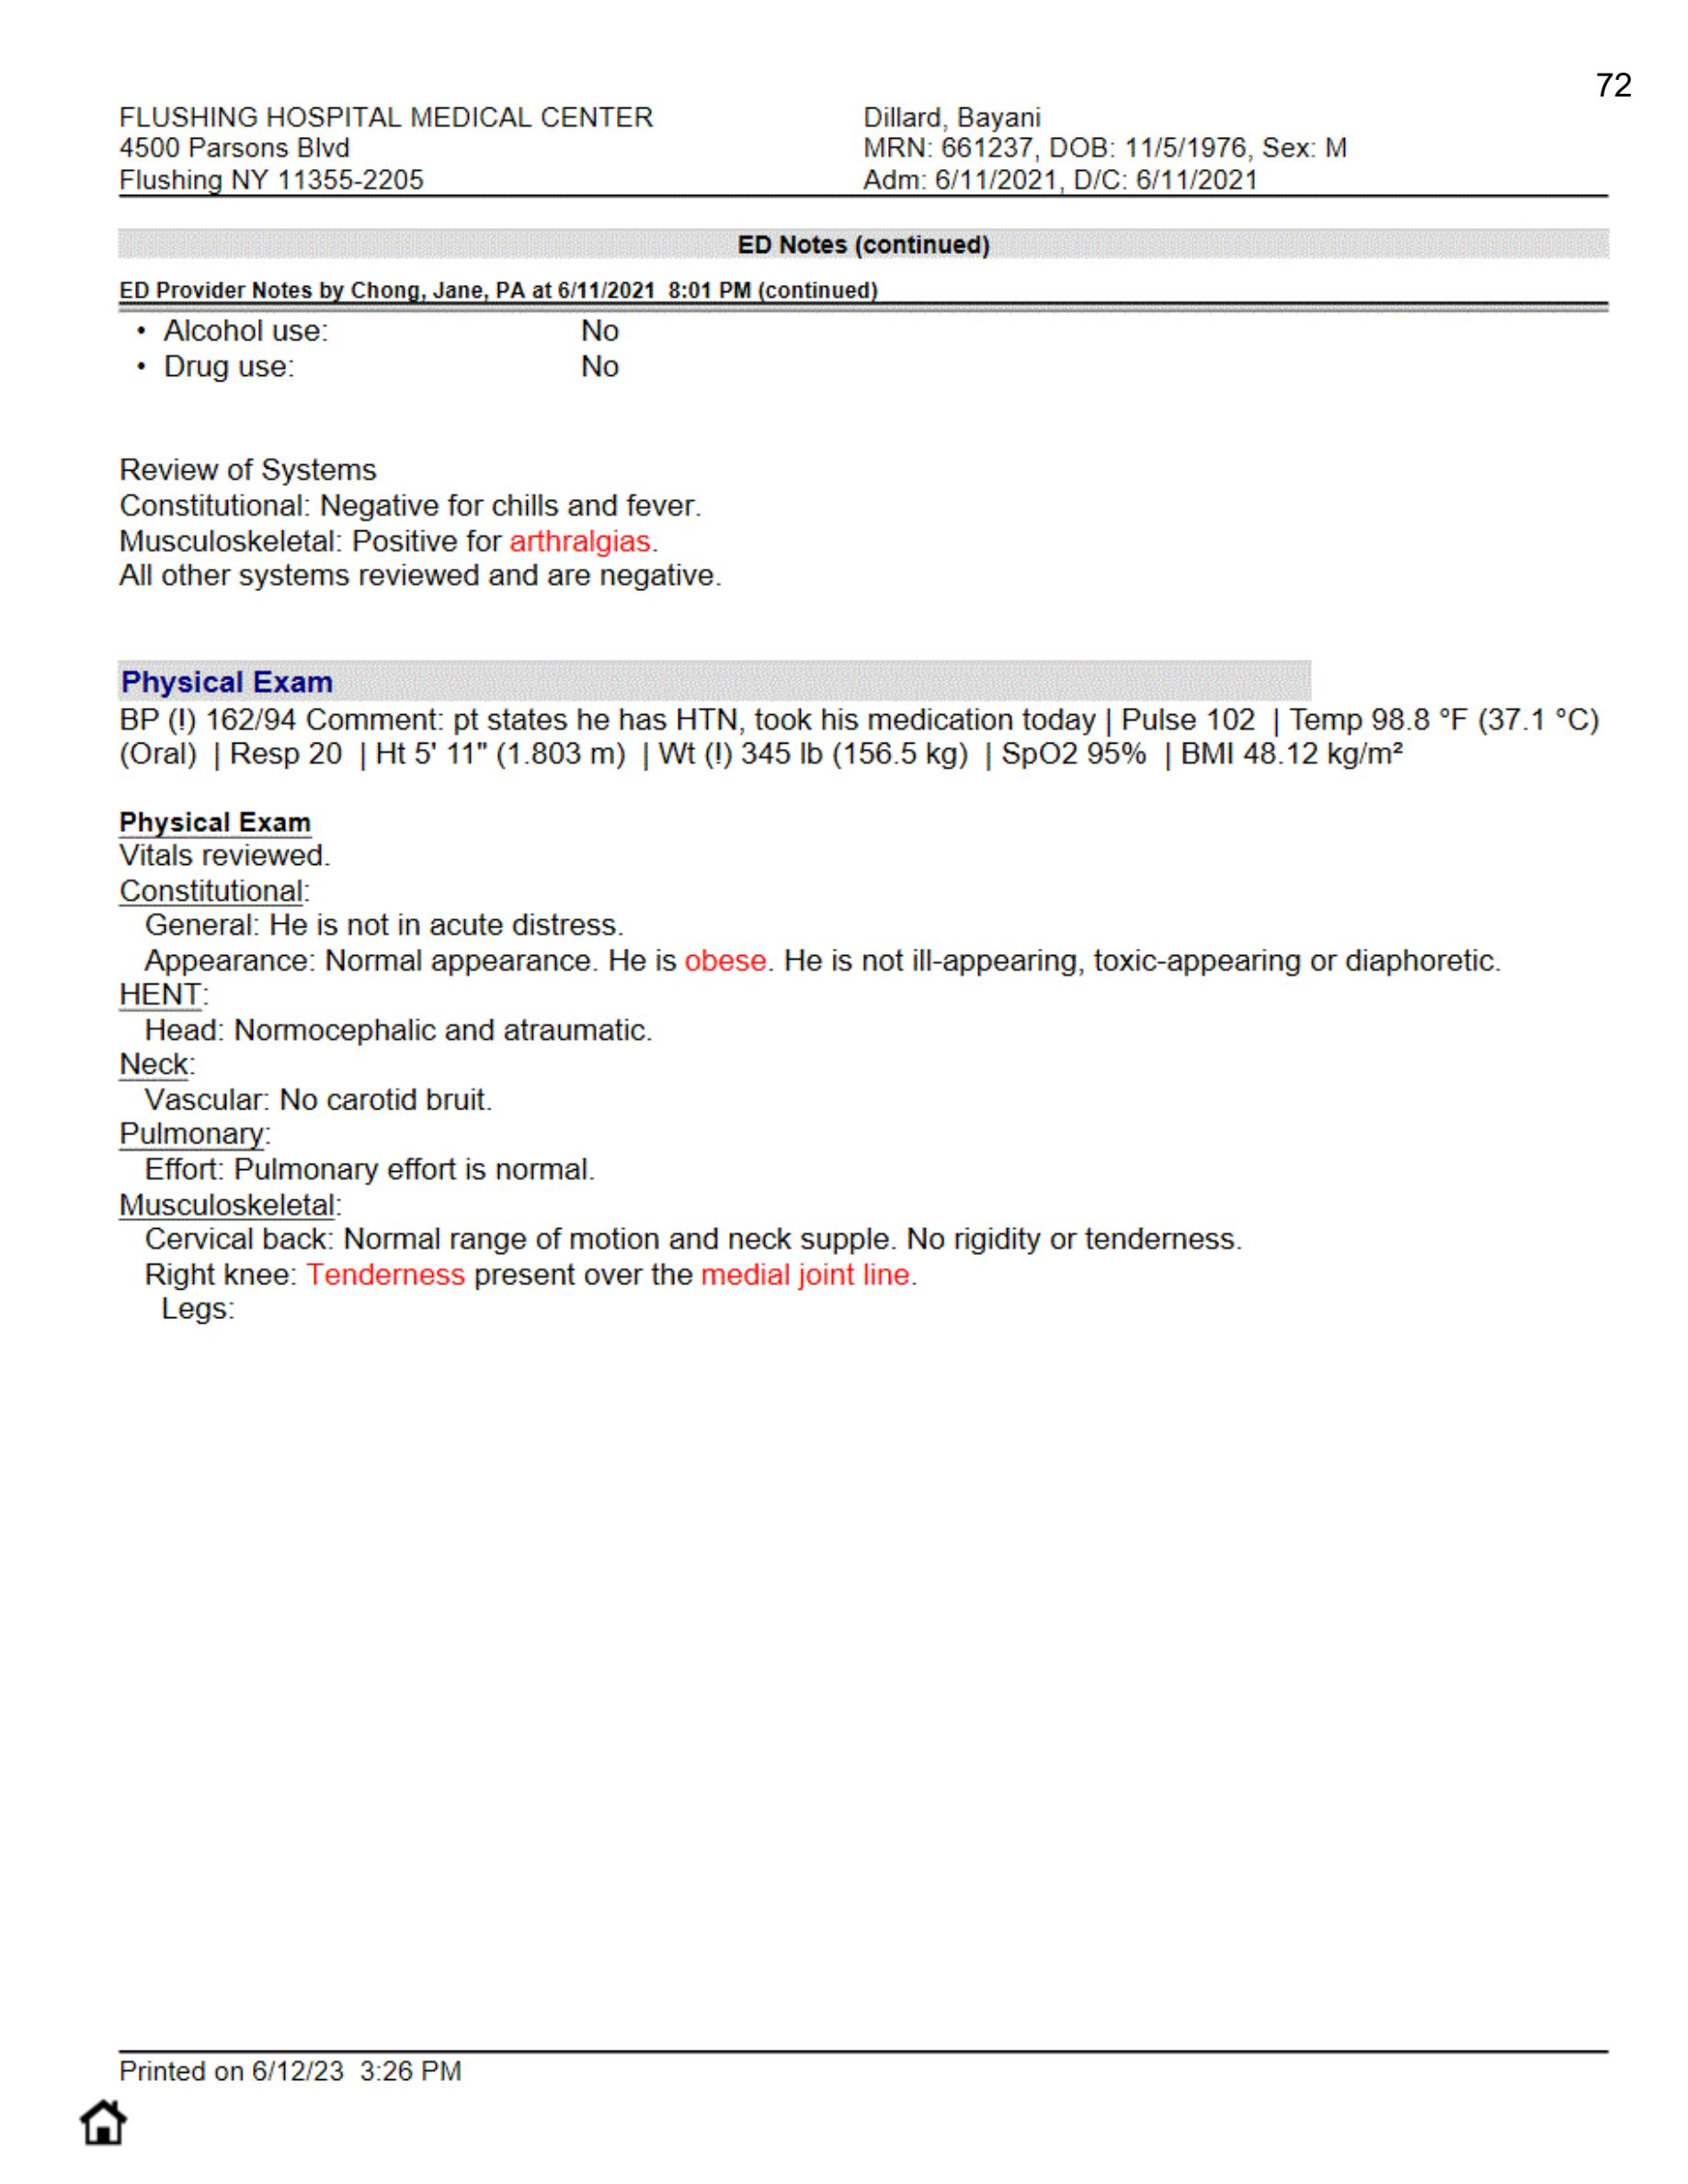 72
FLUSHING HOSPITAL MEDICAL CENTER
4500 Parsons Blvd
Flushing NY 11355-2205
Dillard, Bayani
MRN: 661237, DOB: 11/5/1976, Sex: M
Adm: 6/11/2021, D/C: 6/11/2021
ED Notes (continued)
ED Provider Notes by Chong, Jane, PA at 6/11/2021 8:01 PM (continued)
• Alcohol use: No
• Drug use: No
Review of Systems
Constitutional: Negative for chills and fever.
Musculoskeletal: Positive for arthralgias.
All other systems reviewed and are negative.
Physical Exam
BP (!) 162/94 Comment: pt states he has HTN, took his medication today | Pulse 102 | Temp 98.8 °F (37.1 °C)
(Oral) | Resp 20 | Ht 5' 11" (1.803 m) | Wt (!) 345 lb (156.5 kg) | SpO2 95% | BMI 48.12 kg/m²
Physical Exam
Vitals reviewed.
Constitutional:
General: He is not in acute distress.
Appearance: Normal appearance. He is obese. He is not ill-appearing, toxic-appearing or diaphoretic.
HENT:
Head: Normocephalic and atraumatic.
Neck:
Vascular: No carotid bruit.
Pulmonary:
Effort: Pulmonary effort is normal.
Musculoskeletal:
Cervical back: Normal range of motion and neck supple. No rigidity or tenderness.
Right knee: Tenderness present over the medial joint line.
Legs:
Printed on 6/12/23 3:26 PM